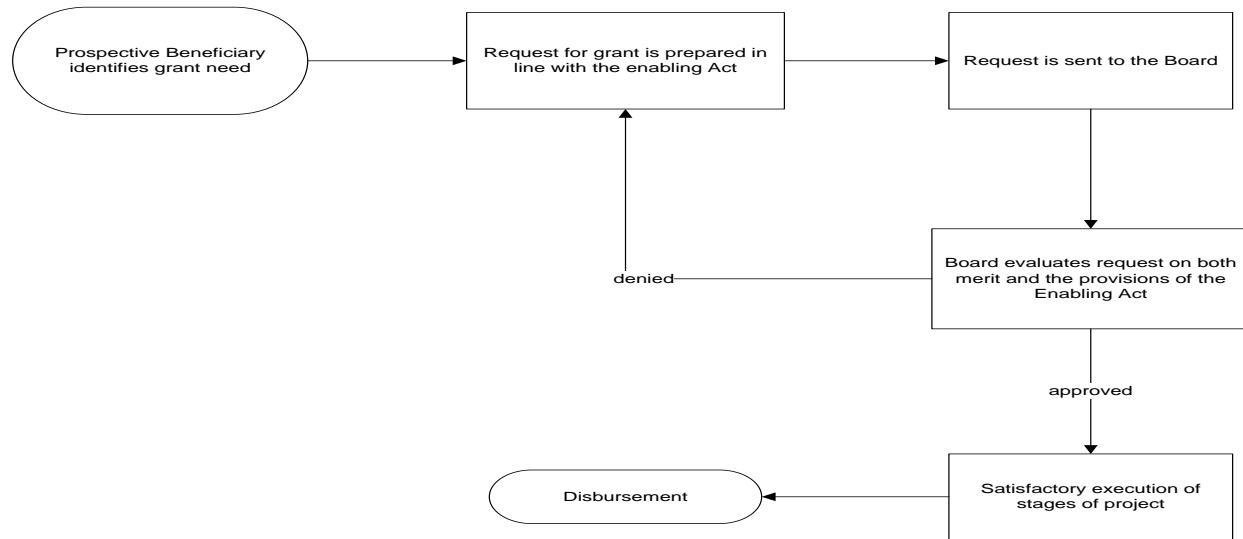 Prospective Beneficiary
identifies grant need
Request for grant is prepared in
line with the enabling Act
Request is sent to the Board
Board evaluates request on both
merit and the provisions of the
Enabling Act
denied
approved
Satisfactory execution of
stages of project
Disbursement